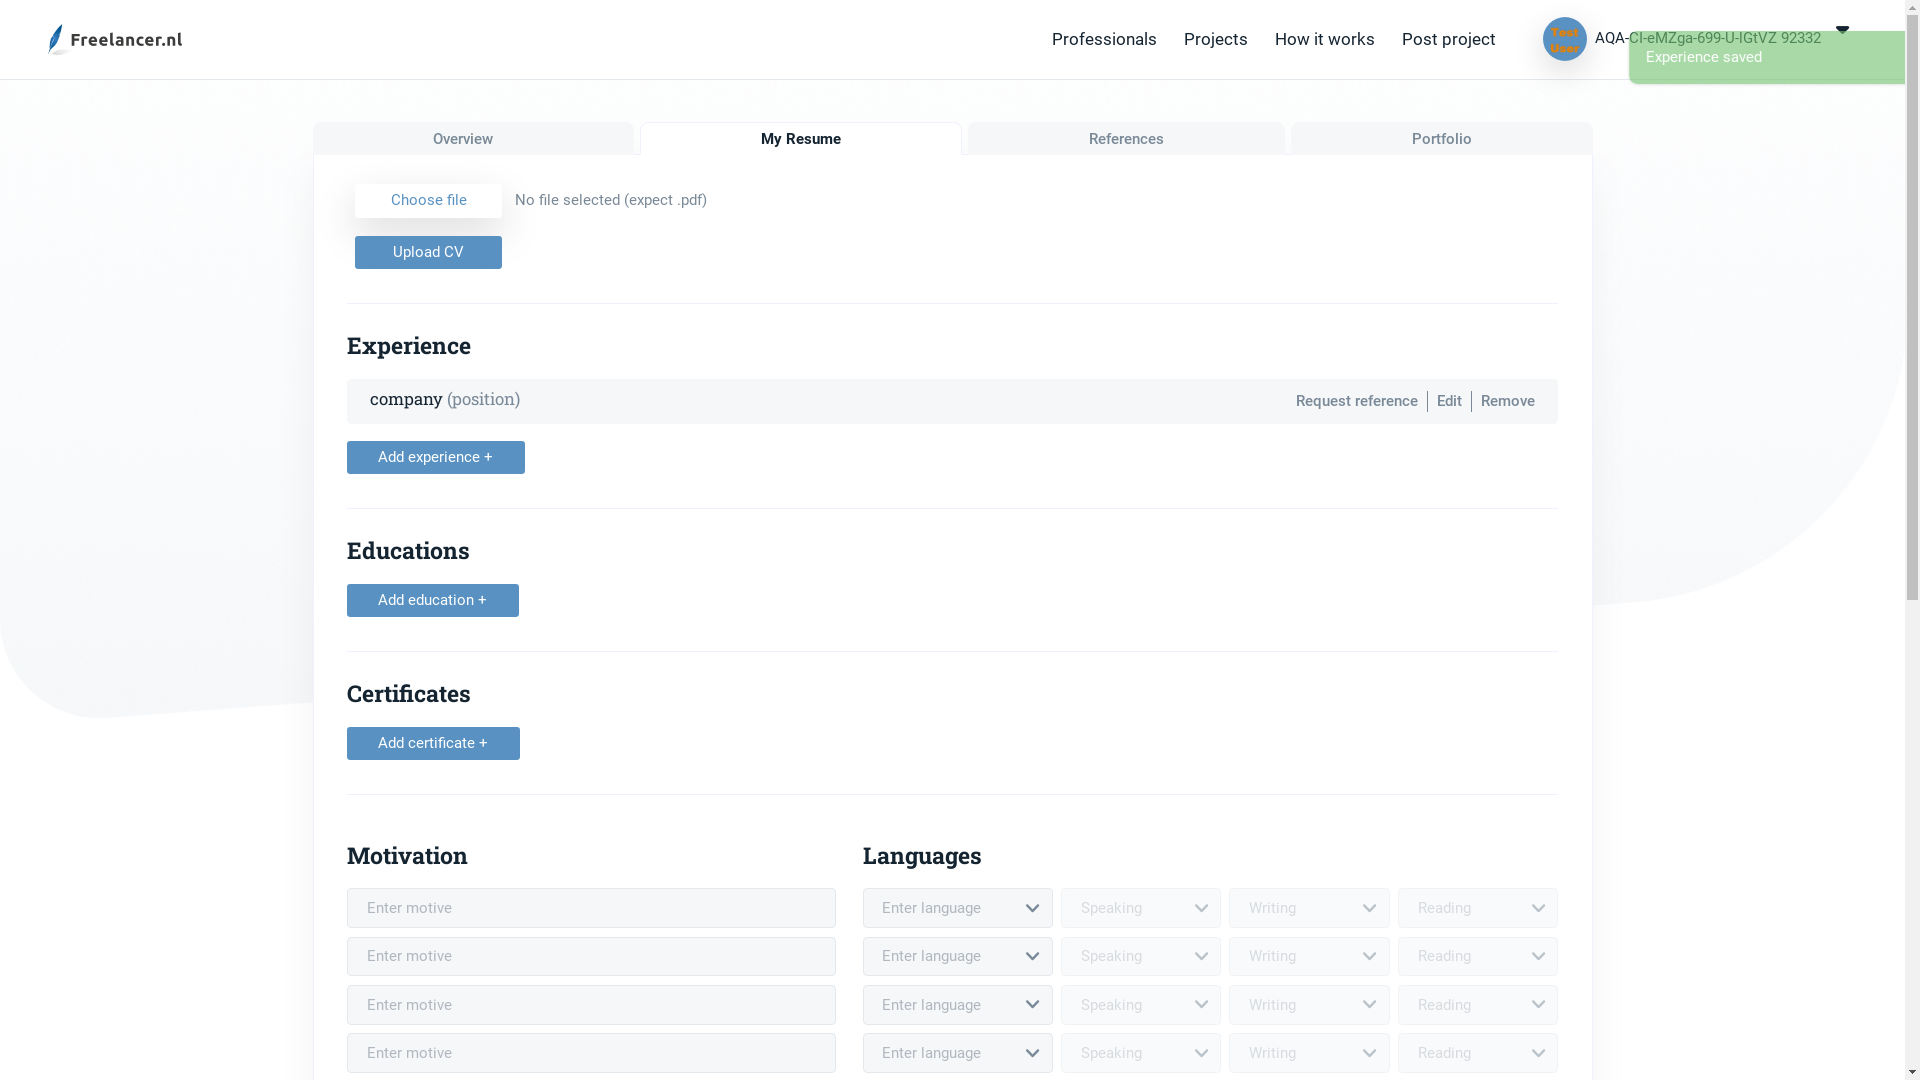 Freelancer.nl
Professionals
Projects
How it works
Post project
Test
User
AQA-CI-eMZga-699-U-lGtVZ 92332
Experience saved
Overview
My Resume
References
Portfolio
Choose file
No file selected (expect .pdf)
Upload CV
Experience
company (position)
Request reference
Edit
Remove
Add experience +
Educations
Add education +
Certificates
Add certificate +
Motivation
Languages
Enter motive
Enter language
Speaking
Writing
Reading
Enter motive
Enter language
Speaking
Writing
Reading
Enter motive
Enter language
Speaking
Writing
Reading
Enter motive
Enter language
Speaking
Writing
Reading